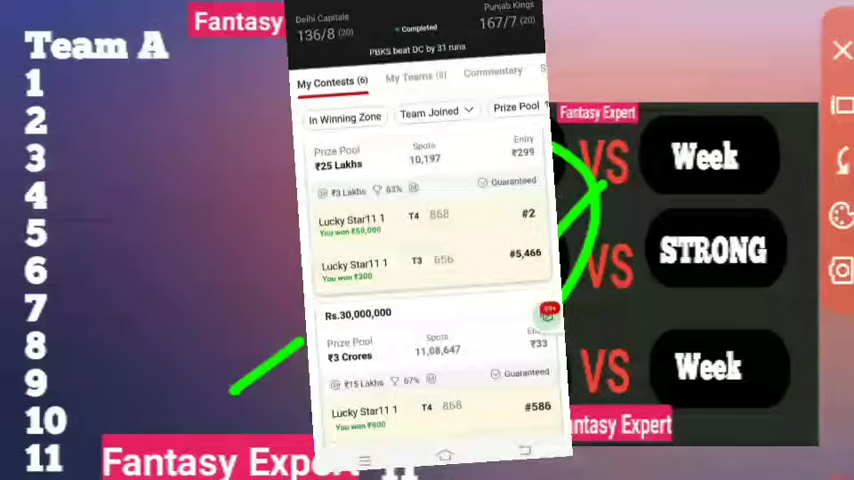 Team A
1
2
3
4
5
6
7
8
9
10
11
Fantasy
Delhi Capitals
136/8 (20)
Completed
Punjab Kings
167/7 (20)
PBKS beat DC by 31 runs
My Contests (6)
My Teams (8)
Commentary
S
In Winning Zone
Team Joined
Prize Pool
Prize Pool
Spots
Entry
₹25 Lakhs
10,197
₹299
₹3 Lakhs
63%
M
Guaranteed
Lucky Star11 1
T4
868
#2
You won ₹50,000
Lucky Star11 1
T3
656
#5,466
You won ₹300
Rs.30,000,000
Prize Pool
Spots
₹3 Crores
11,08,647
₹33
₹15 Lakhs
67%
M
Guaranteed
Lucky Star11 1
T4
868
#586
You won ₹900
Fantasy Expert
VS
Week
VS
STRONG
VS
Week
ntasy Expert
Fantasy Exp